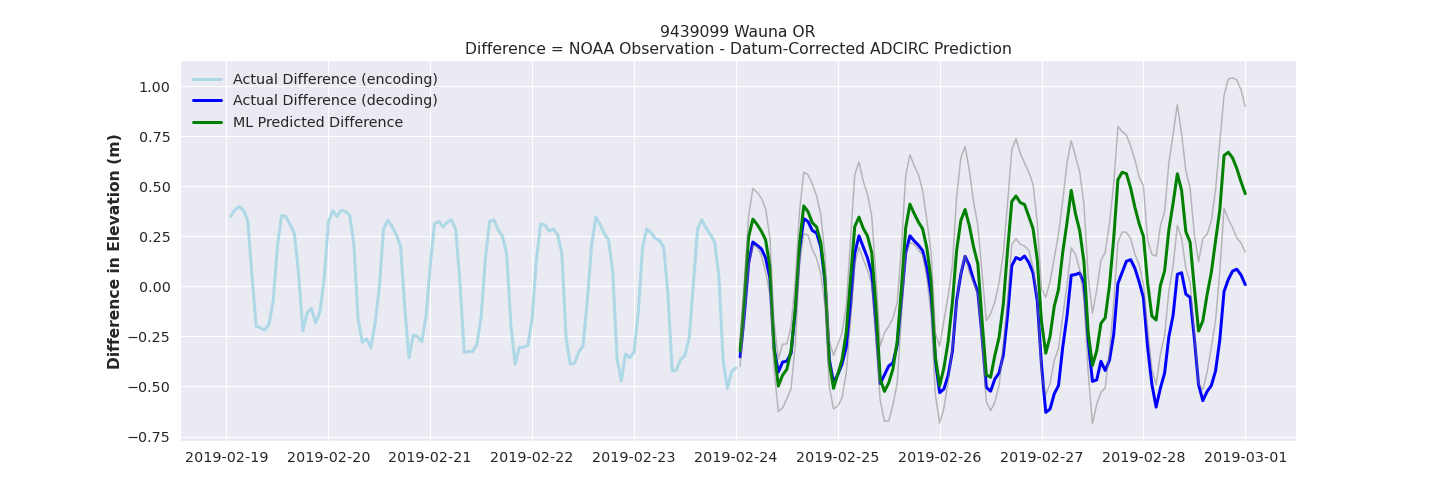 9439099 Wauna OR
Difference = NOAA Observation - Datum-Corrected ADCIRC Prediction
Actual Difference (encoding)
Actual Difference (decoding)
ML Predicted Difference
Difference in Elevation (m)
1.00
0.75
0.50
0.25
0.00
−0.25
−0.50
−0.75
2019-02-19 2019-02-20 2019-02-21 2019-02-22 2019-02-23 2019-02-24 2019-02-25 2019-02-26 2019-02-27 2019-02-28 2019-03-01